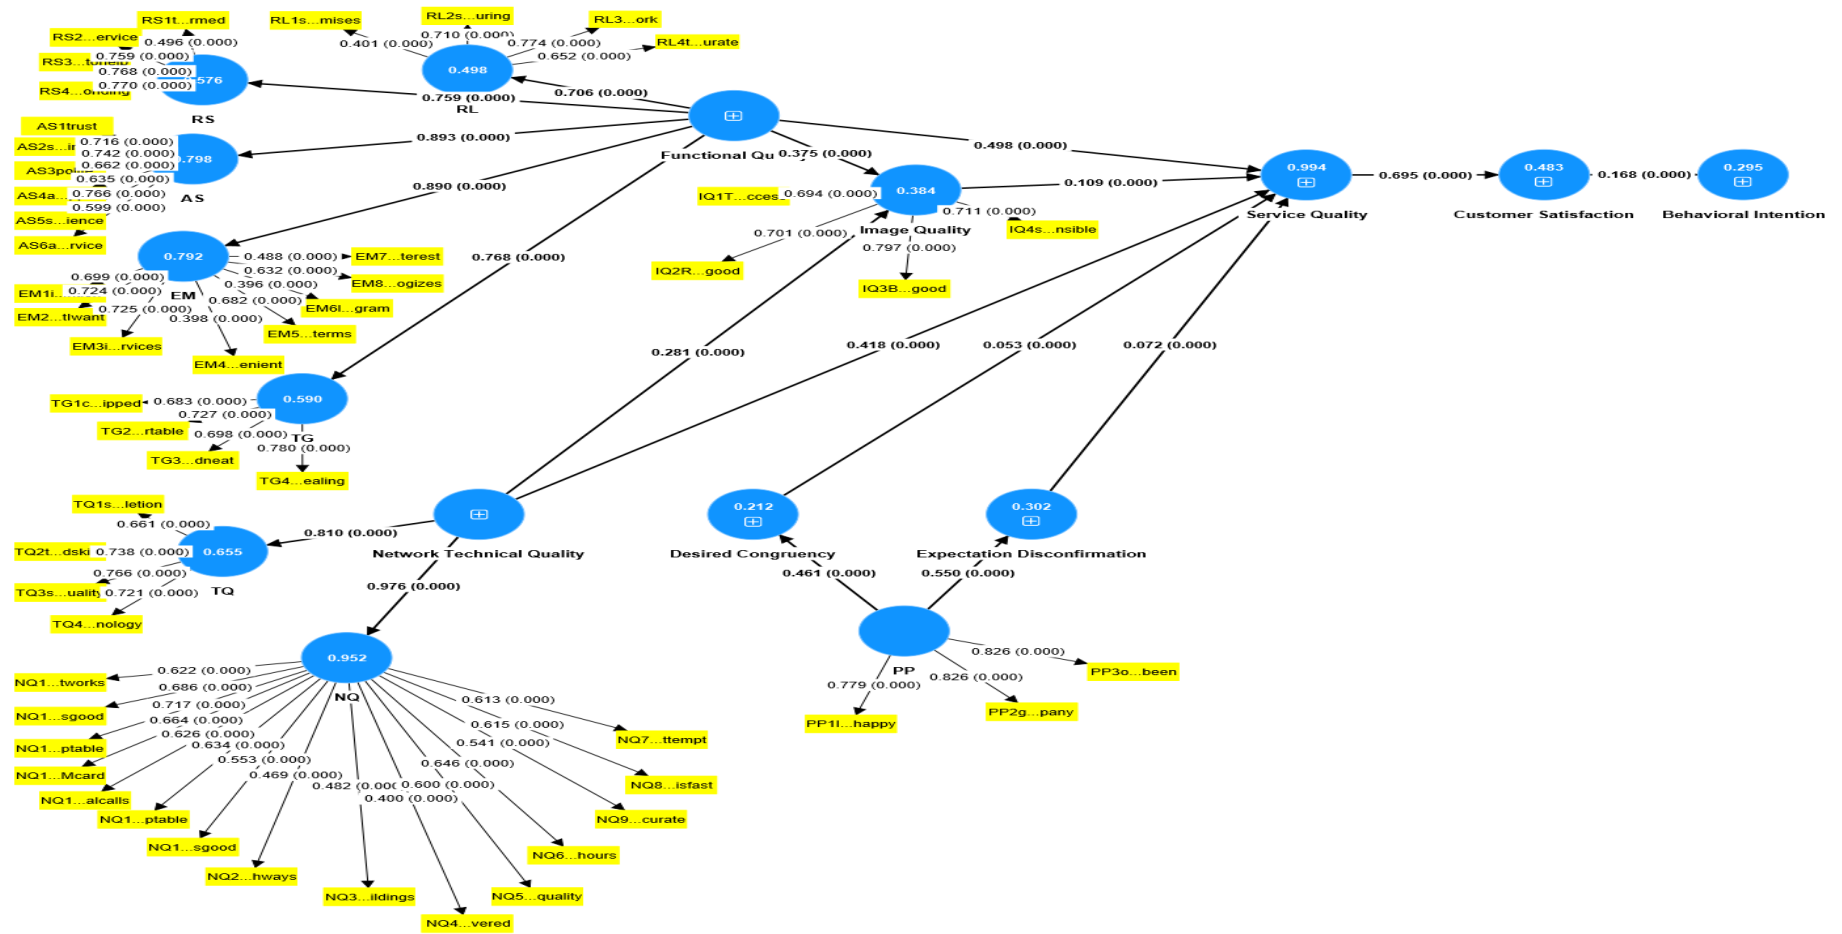 RS1t...rmed
RS2...ervice
RS4...onding
0.496 (0.000)
0.759 (0.000)
0.768 (0.000)
0.770 (0.000)
RS
RL1s...mises
RL2s...uring
RL3...ork
RL4t...urate
0.401 (0.000)
0.710 (0.000)
0.774 (0.000)
0.652 (0.000)
0.498
RL
0.759 (0.000)
0.706 (0.000)
0.893 (0.000)
0.890 (0.000)
0.768 (0.000)
0.375 (0.000)
0.498 (0.000)
AS1trust
AS4a...
AS5s...ience
AS6a...rvice
0.716 (0.000)
0.742 (0.000)
0.662 (0.000)
0.635 (0.000)
0.766 (0.000)
0.599 (0.000)
AS
IQ1T...cces
0.694 (0.000)
0.384
Image Quality
0.711 (0.000)
IQ4s...nsible
0.701 (0.000)
0.797 (0.000)
IQ2R...good
IQ3B...good
0.109 (0.000)
0.994
Service Quality
0.695 (0.000)
0.483
Customer Satisfaction
0.168 (0.000)
0.295
Behavioral Intention
0.792
EM
0.488 (0.000)
EM7...terest
0.632 (0.000)
EM8...ogizes
0.396 (0.000)
EM6l...gram
0.682 (0.000)
EM5...terms
0.699 (0.000)
0.724 (0.000)
0.725 (0.000)
0.398 (0.000)
EM2...tlwant
EM3i...rvices
EM4...enient
0.281 (0.000)
0.418 (0.000)
0.053 (0.000)
0.072 (0.000)
0.590
TG
TG1c...ipped
0.683 (0.000)
0.727 (0.000)
TG2...rtable
0.698 (0.000)
0.780 (0.000)
TG3...dneat
TG4...ealing
TQ1s...letion
0.661 (0.000)
TQ2t...dski
0.738 (0.000)
0.655
TQ
0.766 (0.000)
TQ3s...uality
0.721 (0.000)
TQ4...nology
0.810 (0.000)
Network Technical Quality
0.976 (0.000)
0.212
Desired Congruency
0.461 (0.000)
0.302
Expectation Disconfirmation
0.550 (0.000)
PP
0.779 (0.000)
0.826 (0.000)
0.826 (0.000)
PP1l...happy
PP2g...pany
PP3o...been
0.952
NQ
0.622 (0.000)
0.686 (0.000)
0.717 (0.000)
0.664 (0.000)
0.626 (0.000)
0.634 (0.000)
0.553 (0.000)
0.469 (0.000)
0.400 (0.000)
0.600 (0.000)
0.646 (0.000)
0.541 (0.000)
0.615 (0.000)
0.613 (0.000)
NQ1...tworks
NQ1...sgood
NQ1...ptable
NQ1...Mcard
NQ1...alcalls
NQ1...ptable
NQ1...sgood
NQ2...hways
NQ3...ildings
NQ4...vered
NQ5...quality
NQ6...hours
NQ9...curate
NQ8...isfast
NQ7...ttempt